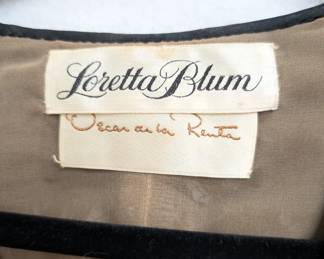 Loretta Blum
Oscar de la Renta